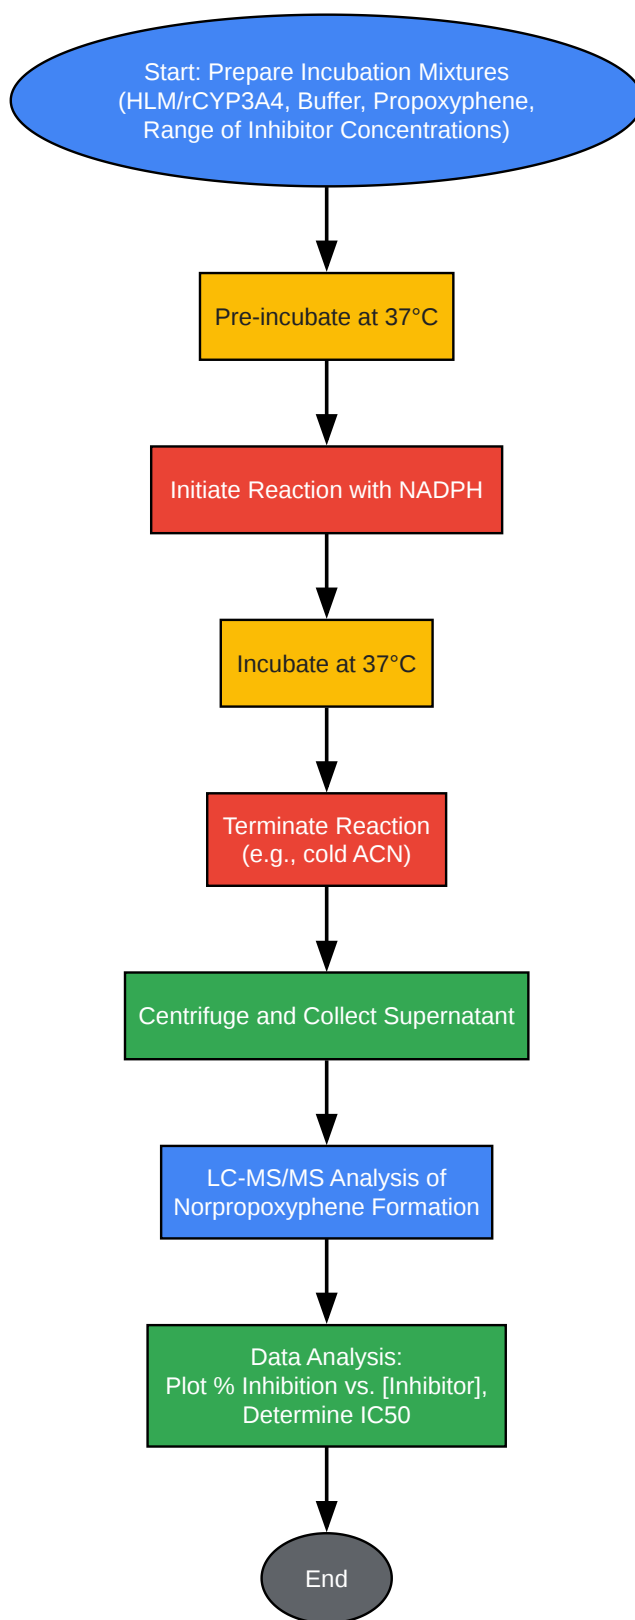 Start: Prepare Incubation Mixtures
(HLM/rCYP3A4, Buffer, Propoxyphene,
Range of Inhibitor Concentrations)
Pre-incubate at 37°C
Initiate Reaction with NADPH
Incubate at 37°C
Terminate Reaction
(e.g., cold ACN)
Centrifuge and Collect Supernatant
LC-MS/MS Analysis of
Norpropoxyphene Formation
Data Analysis:
Plot % Inhibition vs. [Inhibitor],
Determine IC50
End